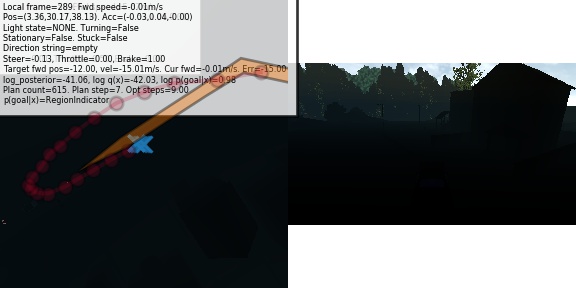 Local frame=289: Fwd speed=-0.01m/s
Pos=(3.36,30.17,38.13). Acc=(-0.03,0.04,-0.00)
Light state=NONE. Turning=False
Stationary=False. Stuck=False
Direction string=empty
Steer=-0.13, Throttle=0.00, Brake=1.00
Target fwd pos=-12.00, vel=-15.01m/s. Cur fwd=-0.01m/s. Err=-15.00
log_posterior=-41.06, log q(x)=-42.03, log p(goal|x)=0.98
Plan count=615. Plan step=7. Opt steps=9.00
p(goal|x)=RegionIndicator